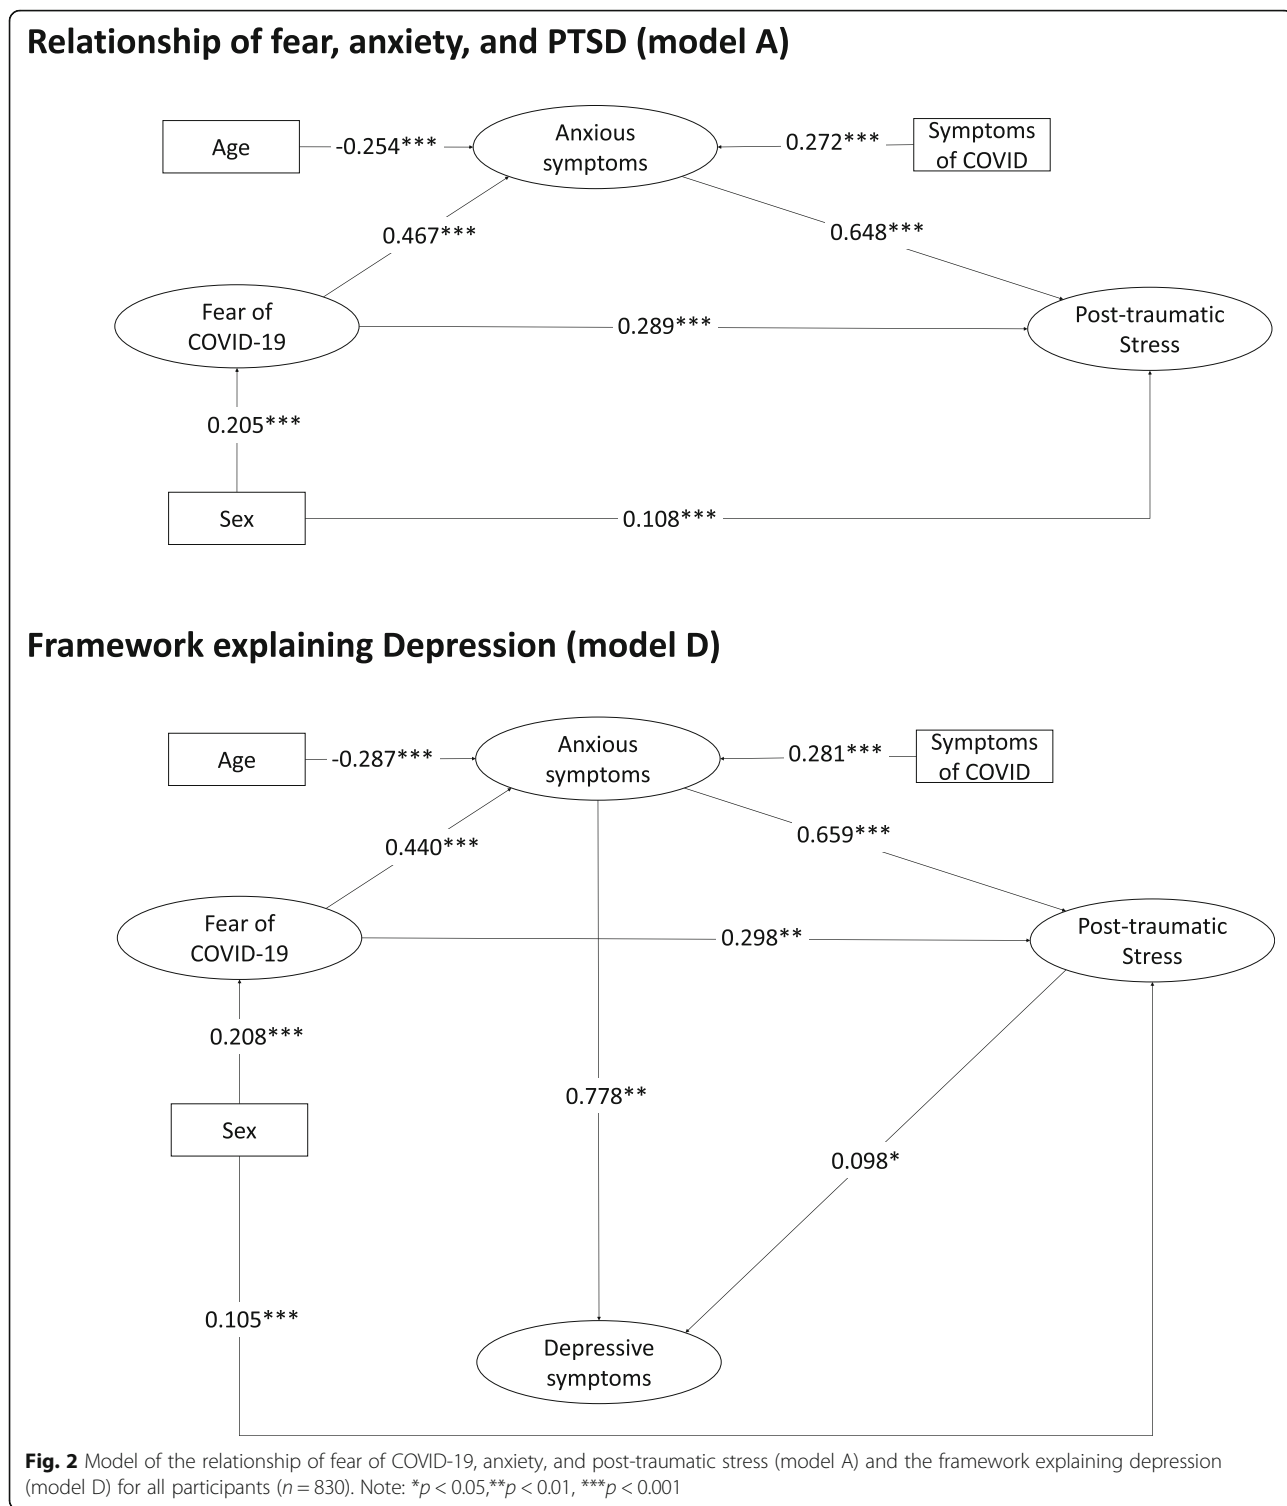 Relationship of fear, anxiety, and PTSD (model A)
Age
-0.254***
Anxious
symptoms
0.272***
Symptoms
of COVID
0.467***
0.648***
Fear of
COVID-19
0.289***
Post-traumatic
Stress
0.205***
Sex
0.108***
Framework explaining Depression (model D)
Age
-0.287***
Anxious
symptoms
0.281***
Symptoms
of COVID
0.440***
0.659***
Fear of
COVID-19
0.298**
Post-traumatic
Stress
0.208***
0.778**
Sex
0.098*
0.105***
Depressive
symptoms
Fig. 2 Model of the relationship of fear of COVID-19, anxiety, and post-traumatic stress (model A) and the framework explaining depression
(model D) for all participants (n = 830). Note: *p < 0.05,**p < 0.01, ***p < 0.001